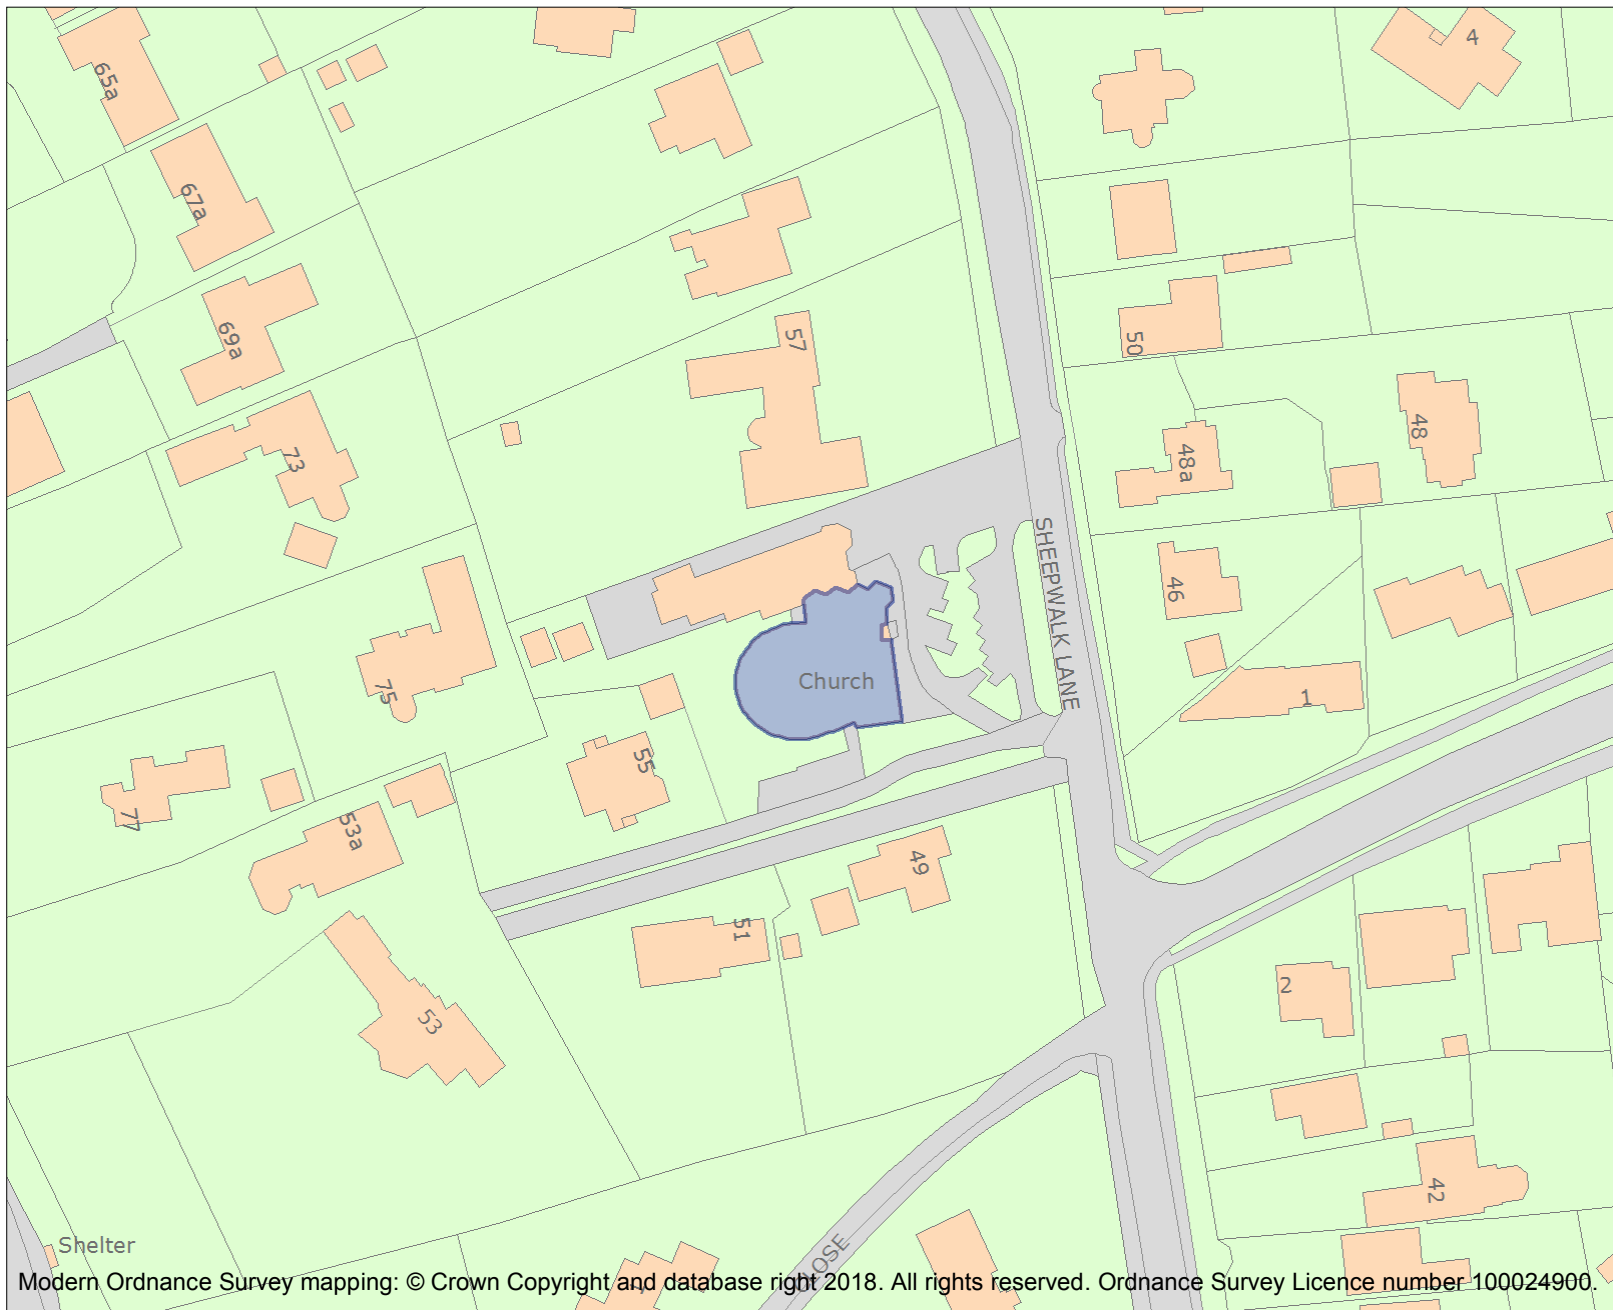 65a
4
67a
69a
57
50
73
48a
48
SHEEPWALK LANE
46
Church
75
1
55
77
53a
49
51
2
53
42
Shelter
CLOSE
Modern Ordnance Survey mapping: © Crown Copyright and database right 2018. All rights reserved. Ordnance Survey Licence number 100024900.